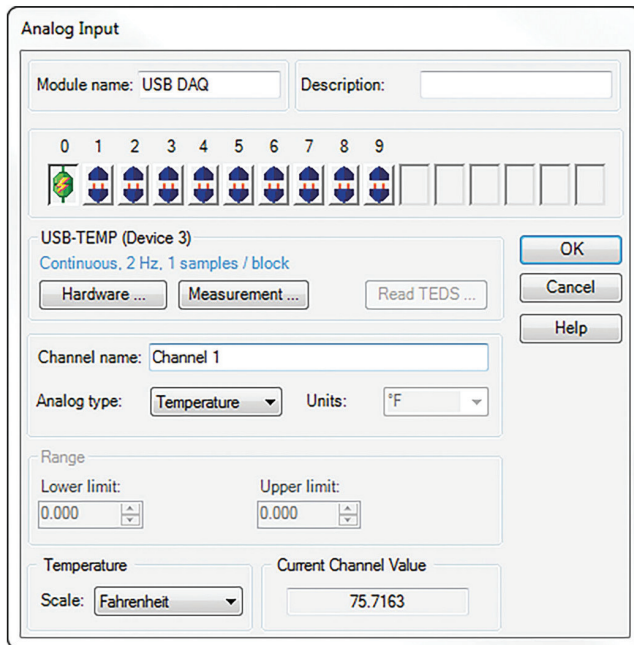 Analog Input
Module name: USB DAQ Description:
0 1 2 3 4 5 6 7 8 9
USB-TEMP (Device 3)
Continuous, 2 Hz, 1 samples / block
Hardware ... Measurement ... Read TEDS ...
OK
Cancel
Help
Channel name: Channel 1
Analog type: Temperature Units: °F
Range
Lower limit: Upper limit:
0.000 0.000
Temperature Current Channel Value
Scale: Fahrenheit 75.7163